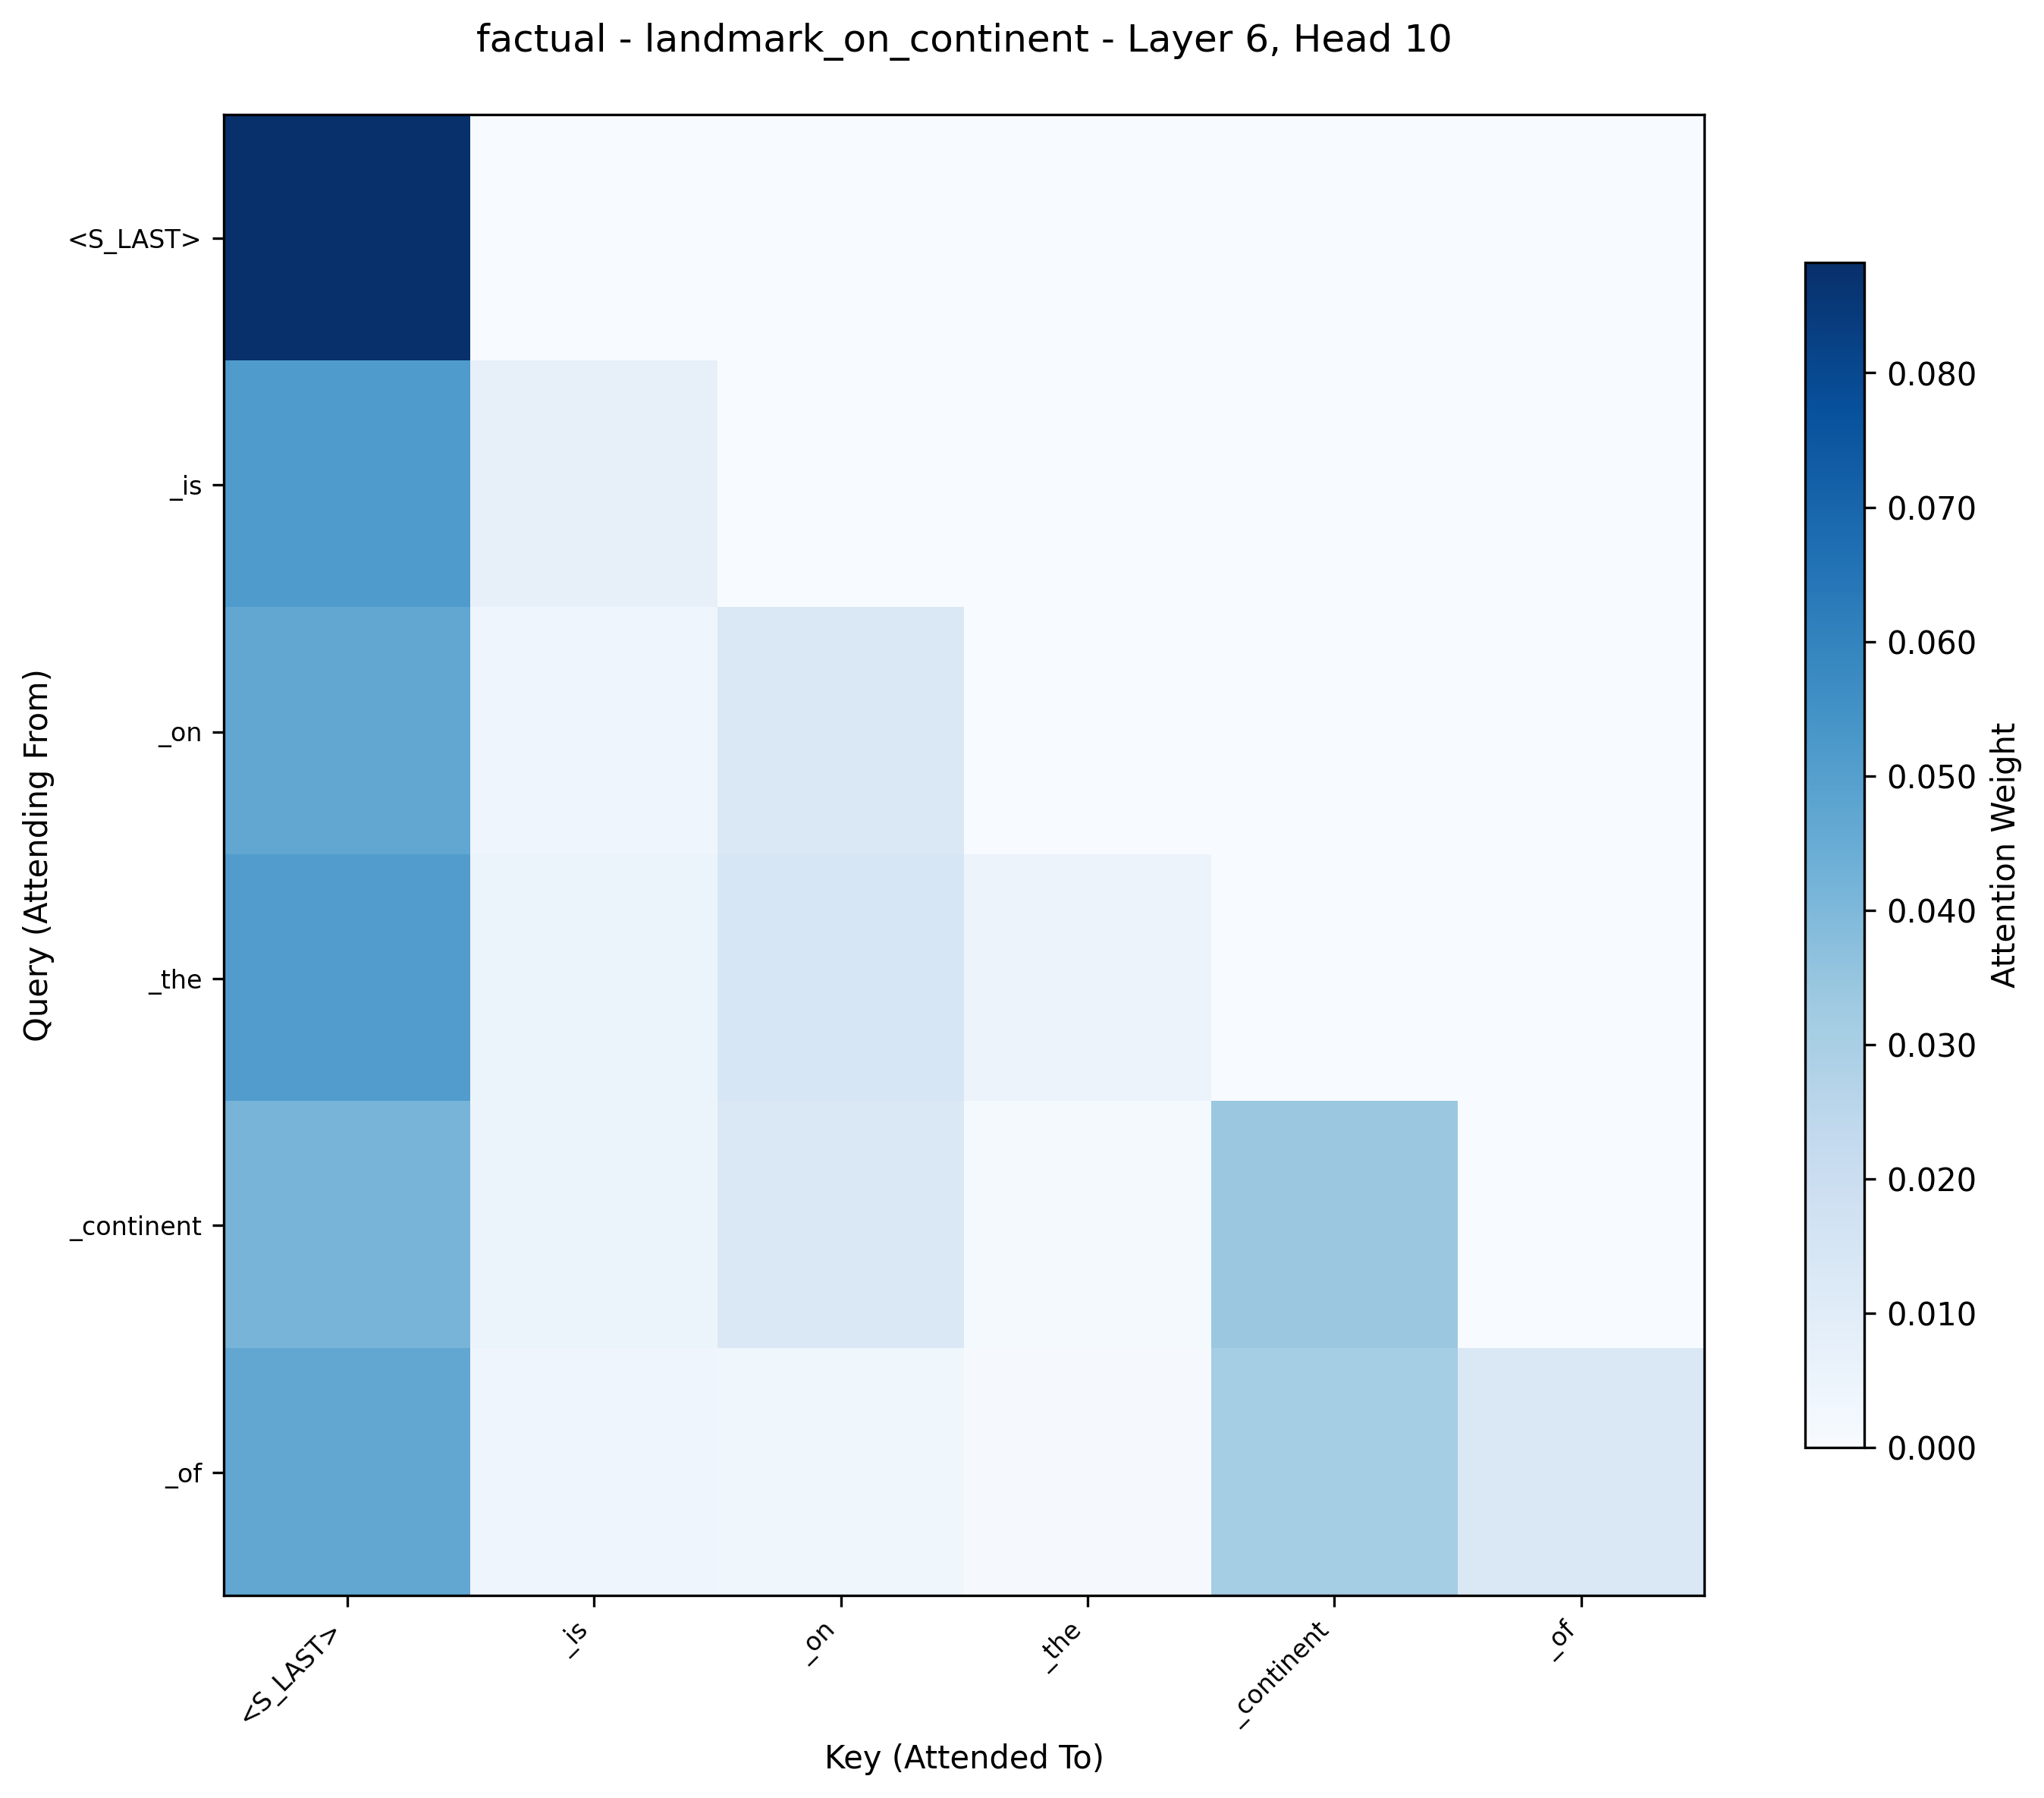 factual - landmark_on_continent - Layer 6, Head 10
Query (Attending From)
<S_LAST>
_is
_on
_the
_continent
_of
<S_LAST>
_is
_on
_the
_continent
_of
Key (Attended To)
0.080
0.070
0.060
0.050
0.040
0.030
0.020
0.010
0.000
Attention Weight